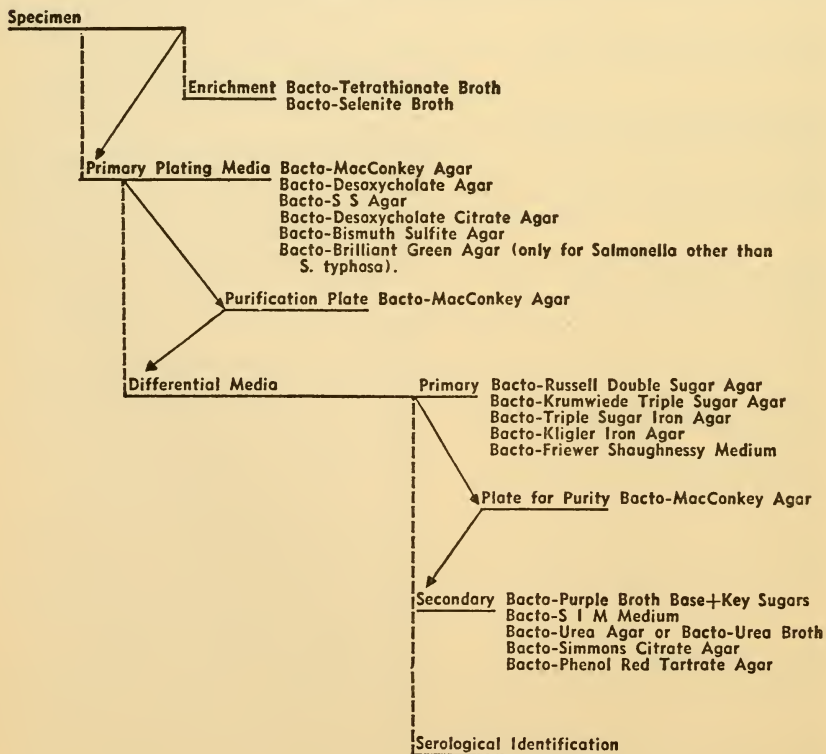 Specimen
Enrichment Bacto-Tetrathionate Broth
Bacto-Selenite Broth
Primary Plating Media Bacto-MacConkey Agar
Bacto-Desoxycholate Agar
Bacto-S S Agar
Bacto-Desoxycholate Citrate Agar
Bacto-Bismuth Sulfite Agar
Bacto-Brilliant Green Agar (only for Salmonella other than
S. typhosa).
Purification Plate Bacto-MacConkey Agar
Differential Media
Primary Bacto-Russell Double Sugar Agar
Bacto-Krumwiede Triple Sugar Agar
Bacto-Triple Sugar Iron Agar
Bacto-Kligler Iron Agar
Bacto-Friewer Shaughnessy Medium
Plate for Purity Bacto-MacConkey Agar
Secondary Bacto-Purple Broth Base+Key Sugars
Bacto-S I M Medium
Bacto-Urea Agar or Bacto-Urea Broth
Bacto-Simmons Citrate Agar
Bacto-Phenol Red Tartrate Agar
Serological Identification